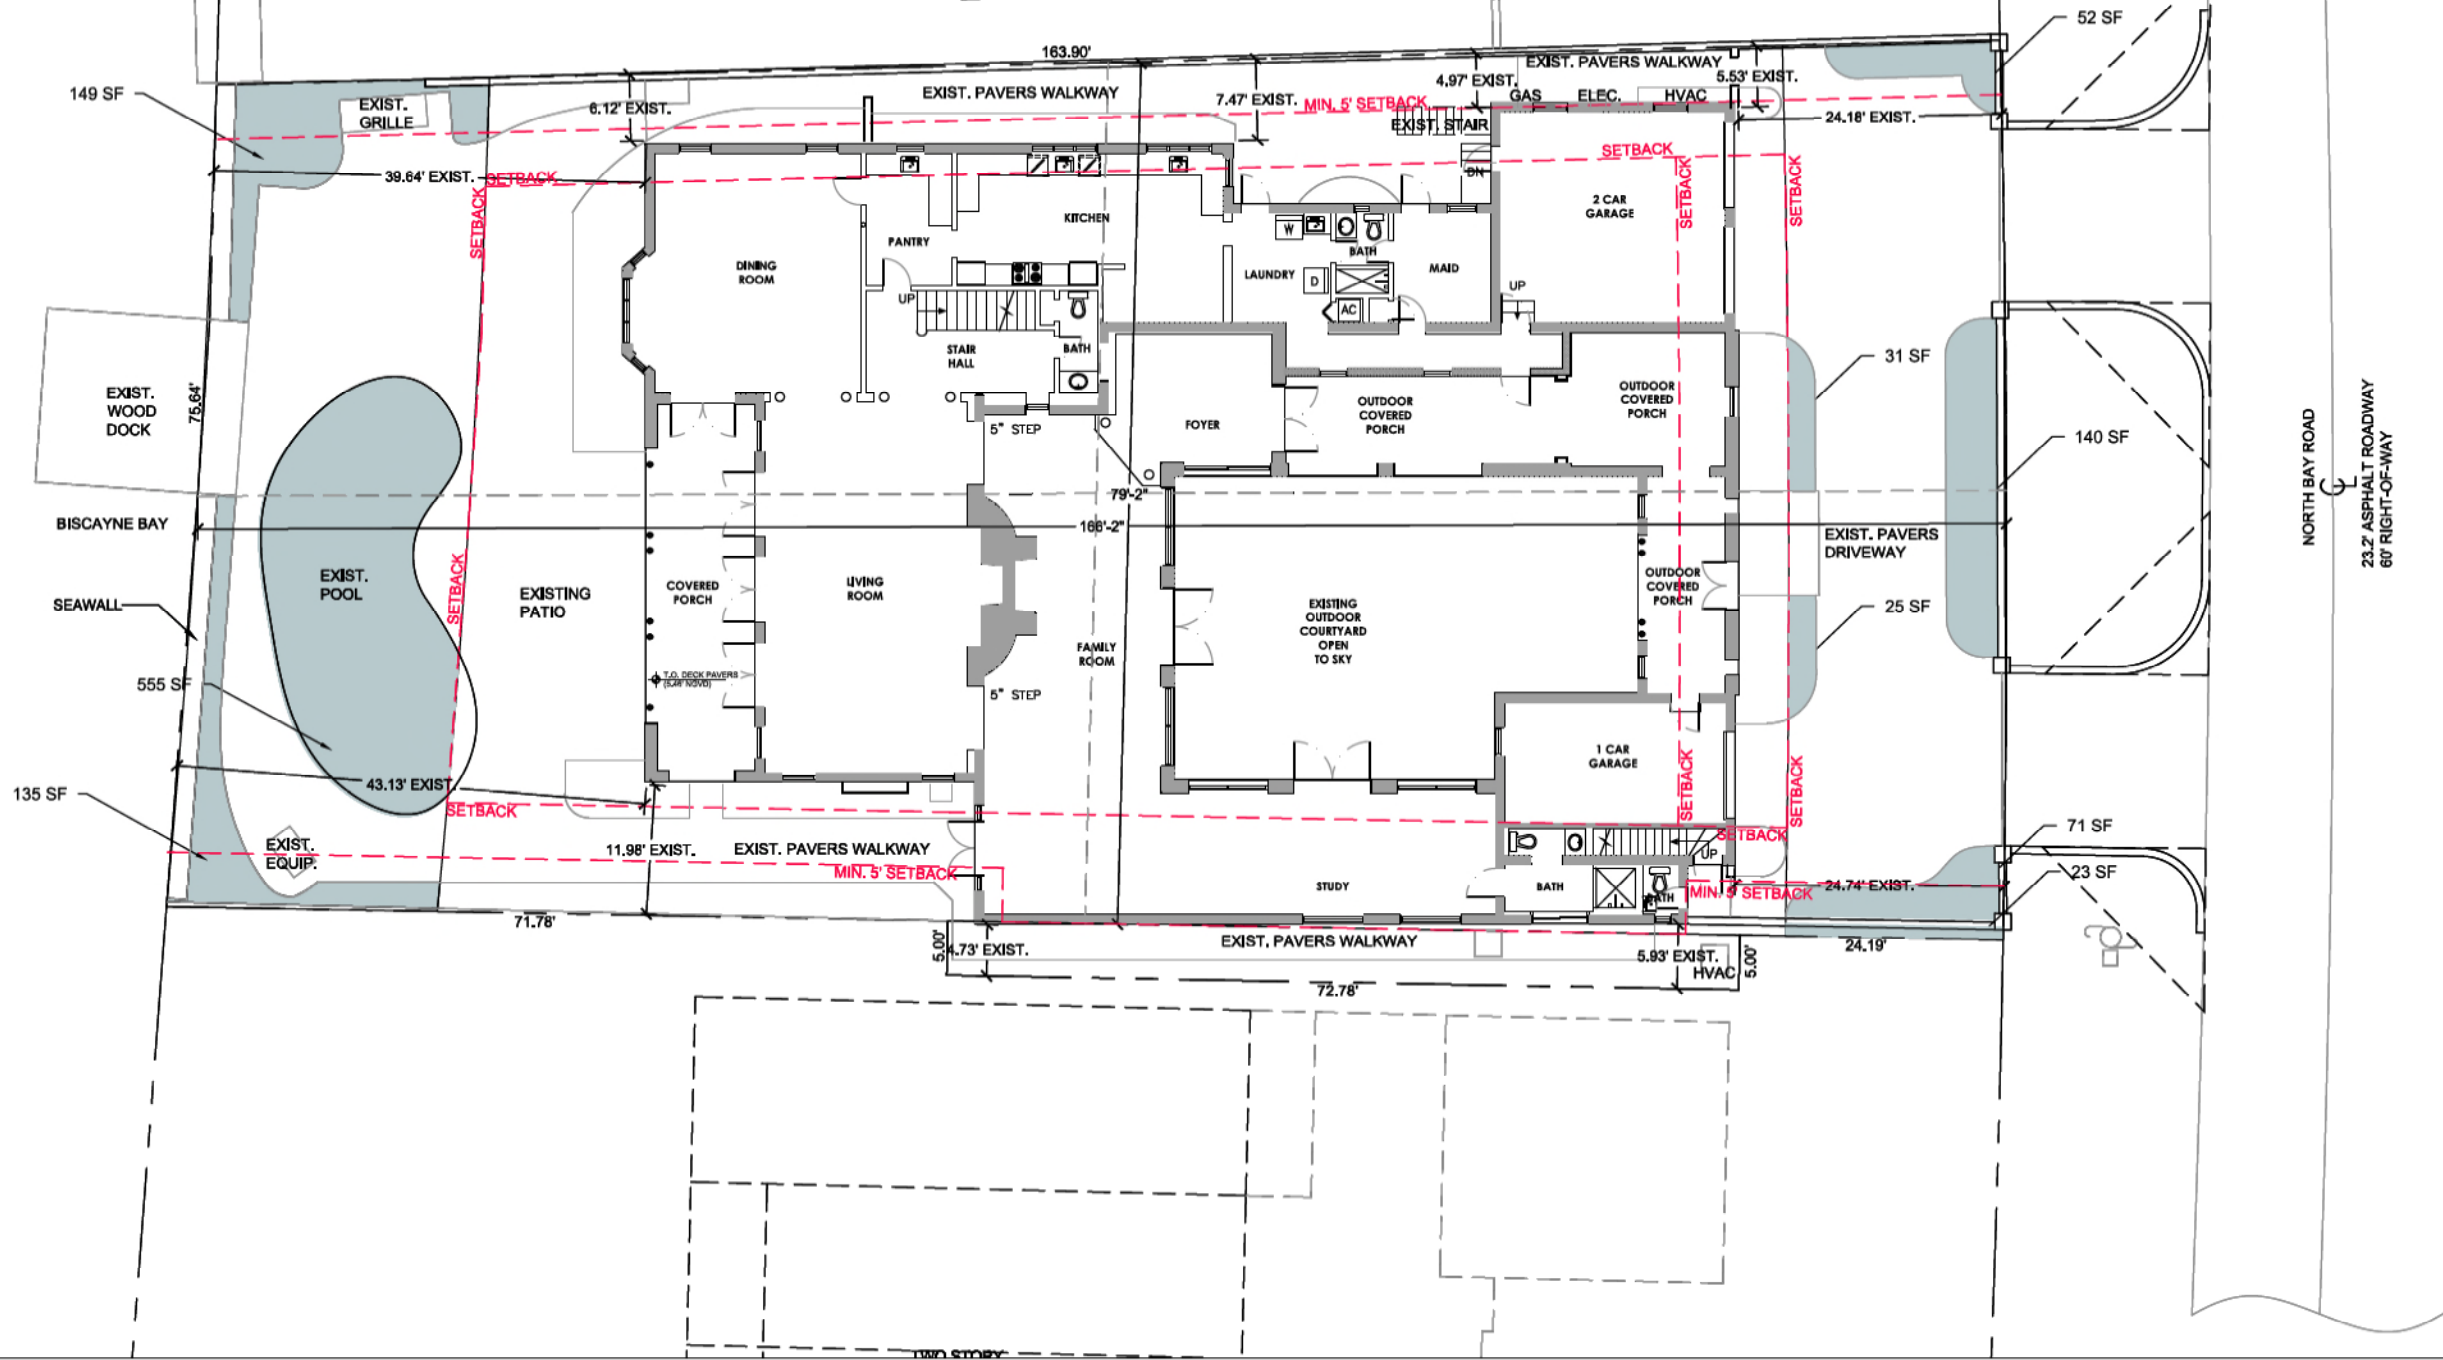 52 SF
163.90'
EXIST. PAVERS WALKWAY
149 SF
EXIST.
GRILLE
6.12' EXIST.
EXIST. PAVERS WALKWAY
7.47' EXIST.
4.97' EXIST.
5.53' EXIST.
MIN. 5' SETBACK
GAS
ELEC.
HVAC
24.18' EXIST.
EXIST. STAIR
SETBACK
39.64' EXIST.
SETBACK
DN
SETBACK
SETBACK
SETBACK
2 CAR
GARAGE
KITCHEN
PANTRY
W
BATH
DINING
ROOM
LAUNDRY
D
MAID
UP
UP
AC
STAIR
HALL
BATH
31 SF
EXIST.
WOOD
DOCK
75.64'
OUTDOOR
COVERED
PORCH
OUTDOOR
COVERED
PORCH
FOYER
5" STEP
140 SF
NORTH BAY ROAD
C
L
23.2' ASPHALT ROADWAY
60' RIGHT-OF-WAY
79'-2"
BISCAYNE BAY
166'-2"
EXIST. PAVERS
DRIVEWAY
EXIST.
POOL
SETBACK
EXISTING
PATIO
COVERED
PORCH
LIVING
ROOM
OUTDOOR
COVERED
PORCH
SEAWALL
EXISTING
OUTDOOR
COURTYARD
OPEN
TO SKY
25 SF
FAMILY
ROOM
T.O. DECK PAVERS
(5.46' NGVD)
555 SF
5" STEP
1 CAR
GARAGE
SETBACK
SETBACK
43.13' EXIST.
135 SF
SETBACK
71 SF
SETBACK
EXIST.
EQUIP.
11.98' EXIST.
EXIST. PAVERS WALKWAY
UP
MIN. 5' SETBACK
23 SF
STUDY
BATH
BATH
MIN. 5' SETBACK
24.74' EXIST.
71.78'
5.00'
4.73' EXIST.
EXIST. PAVERS WALKWAY
5.93' EXIST.
HVAC
5.00'
24.19'
72.78'
TWO STORY